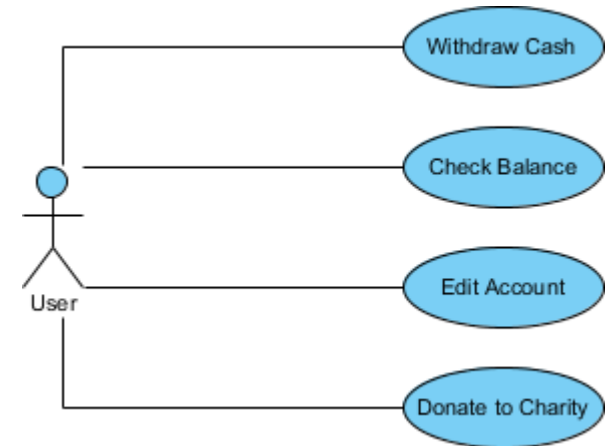 Withdraw Cash
Check Balance
Edit Account
User
Donate to Charity